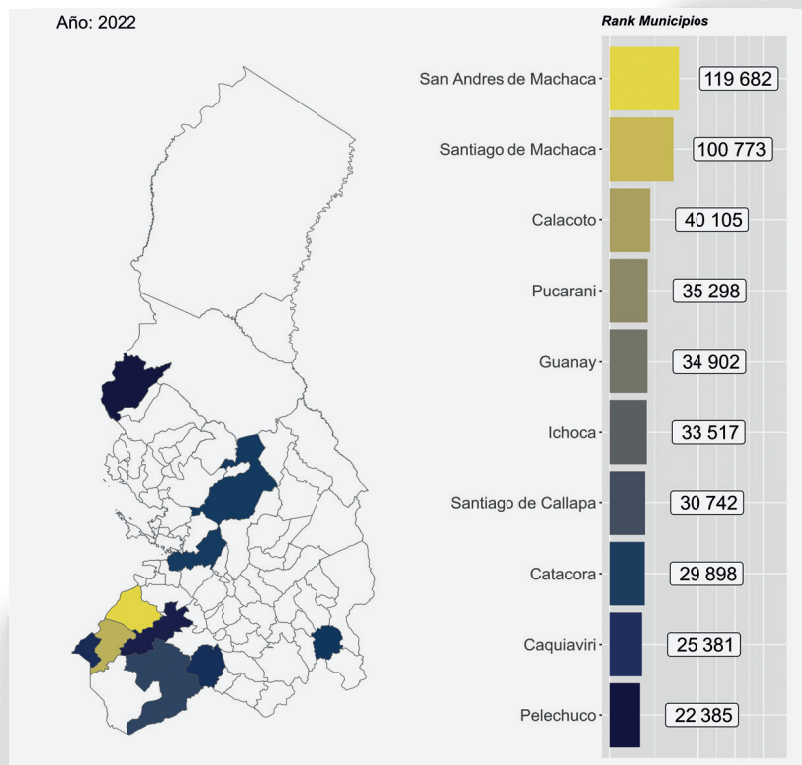 Año: 2022
Rank Municipios
San Andres de Machaca 119 682
Santiago de Machaca 100 773
Calacoto 40 105
Pucarani 35 298
Guanay 34 902
Ichoca 33 517
Santiago de Callapa 30 742
Catacora 29 898
Caquiaviri 25 381
Pelechuco 22 385